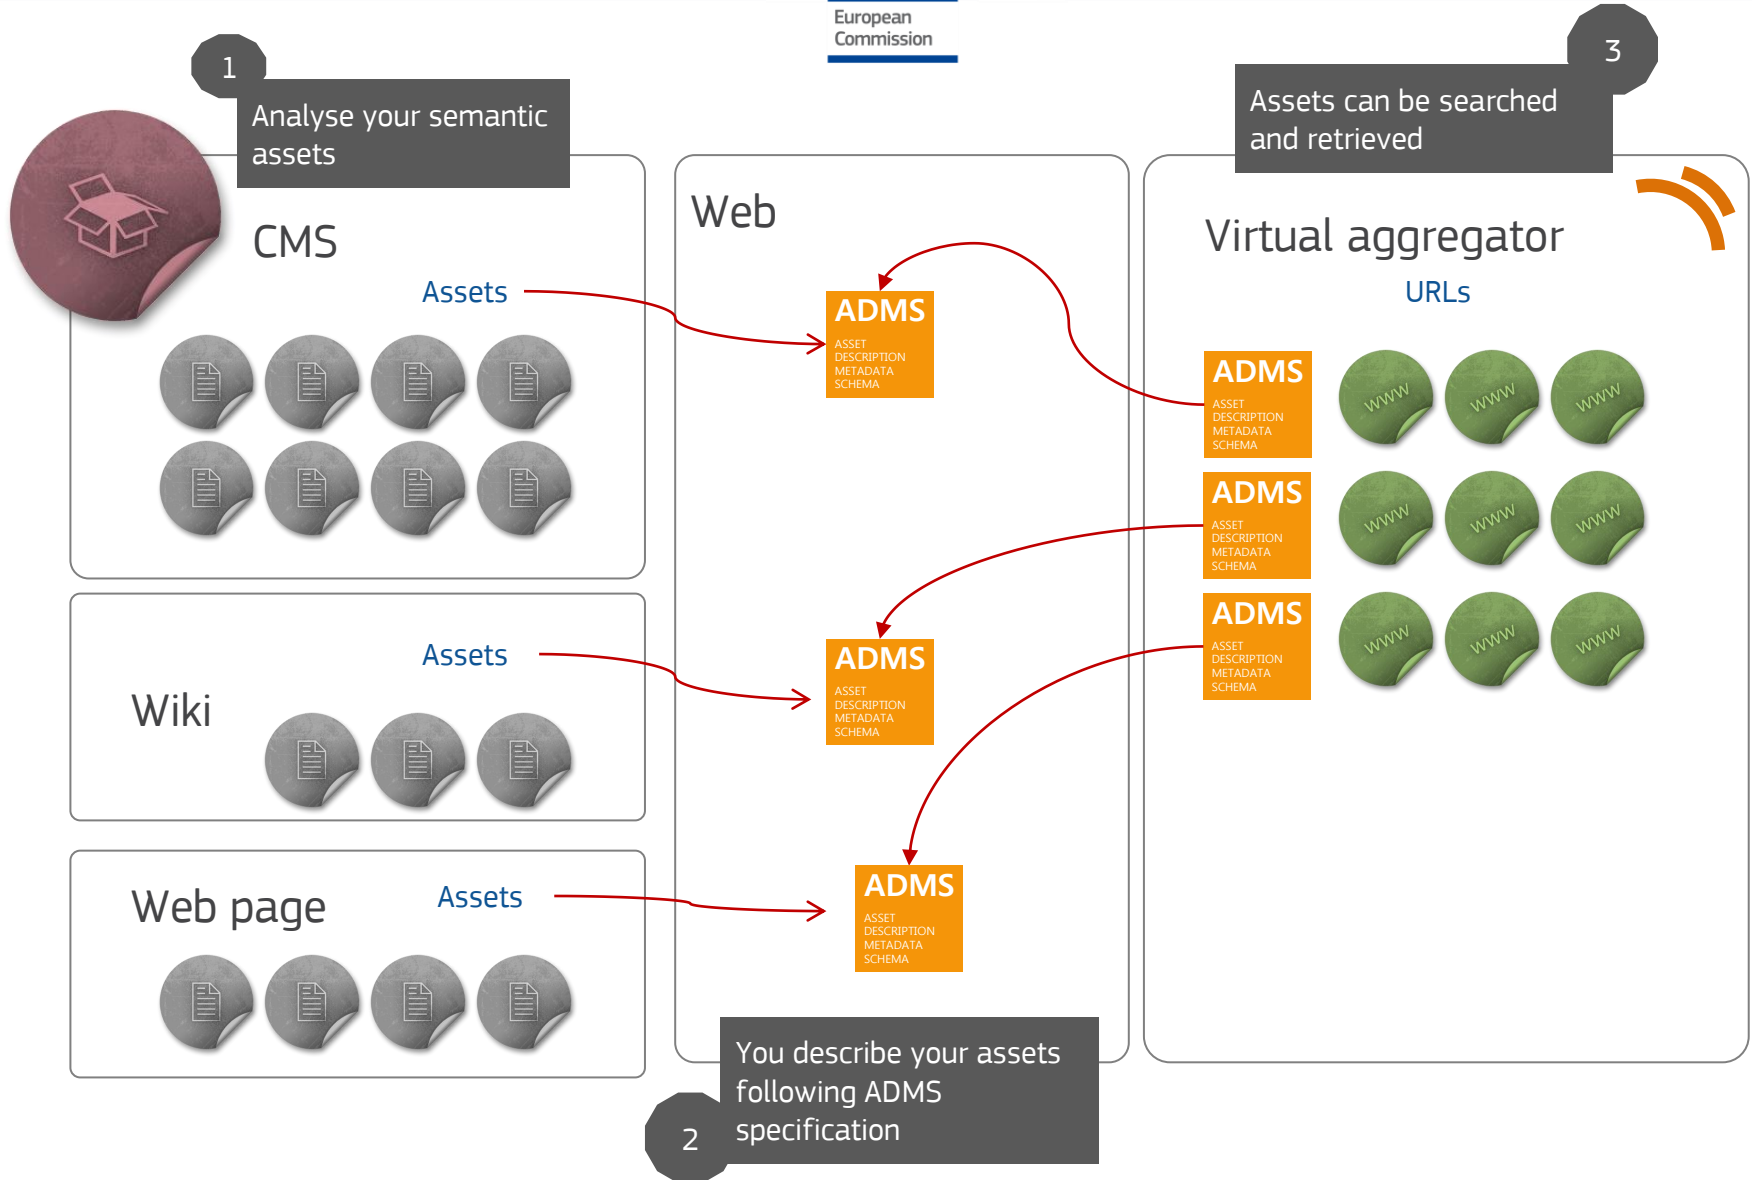 European
Commission
1
Analyse your semantic
assets
3
Assets can be searched
and retrieved
CMS
Assets
Web
ADMS
ASSET
DESCRIPTION
METADATA
SCHEMA
Virtual aggregator
URLs
ADMS
ASSET
DESCRIPTION
METADATA
SCHEMA
www
www
www
ADMS
ASSET
DESCRIPTION
METADATA
SCHEMA
www
www
www
ADMS
ASSET
DESCRIPTION
METADATA
SCHEMA
www
www
www
Wiki
Assets
ADMS
ASSET
DESCRIPTION
METADATA
SCHEMA
Web page
Assets
ADMS
ASSET
DESCRIPTION
METADATA
SCHEMA
2
You describe your assets
following ADMS
specification